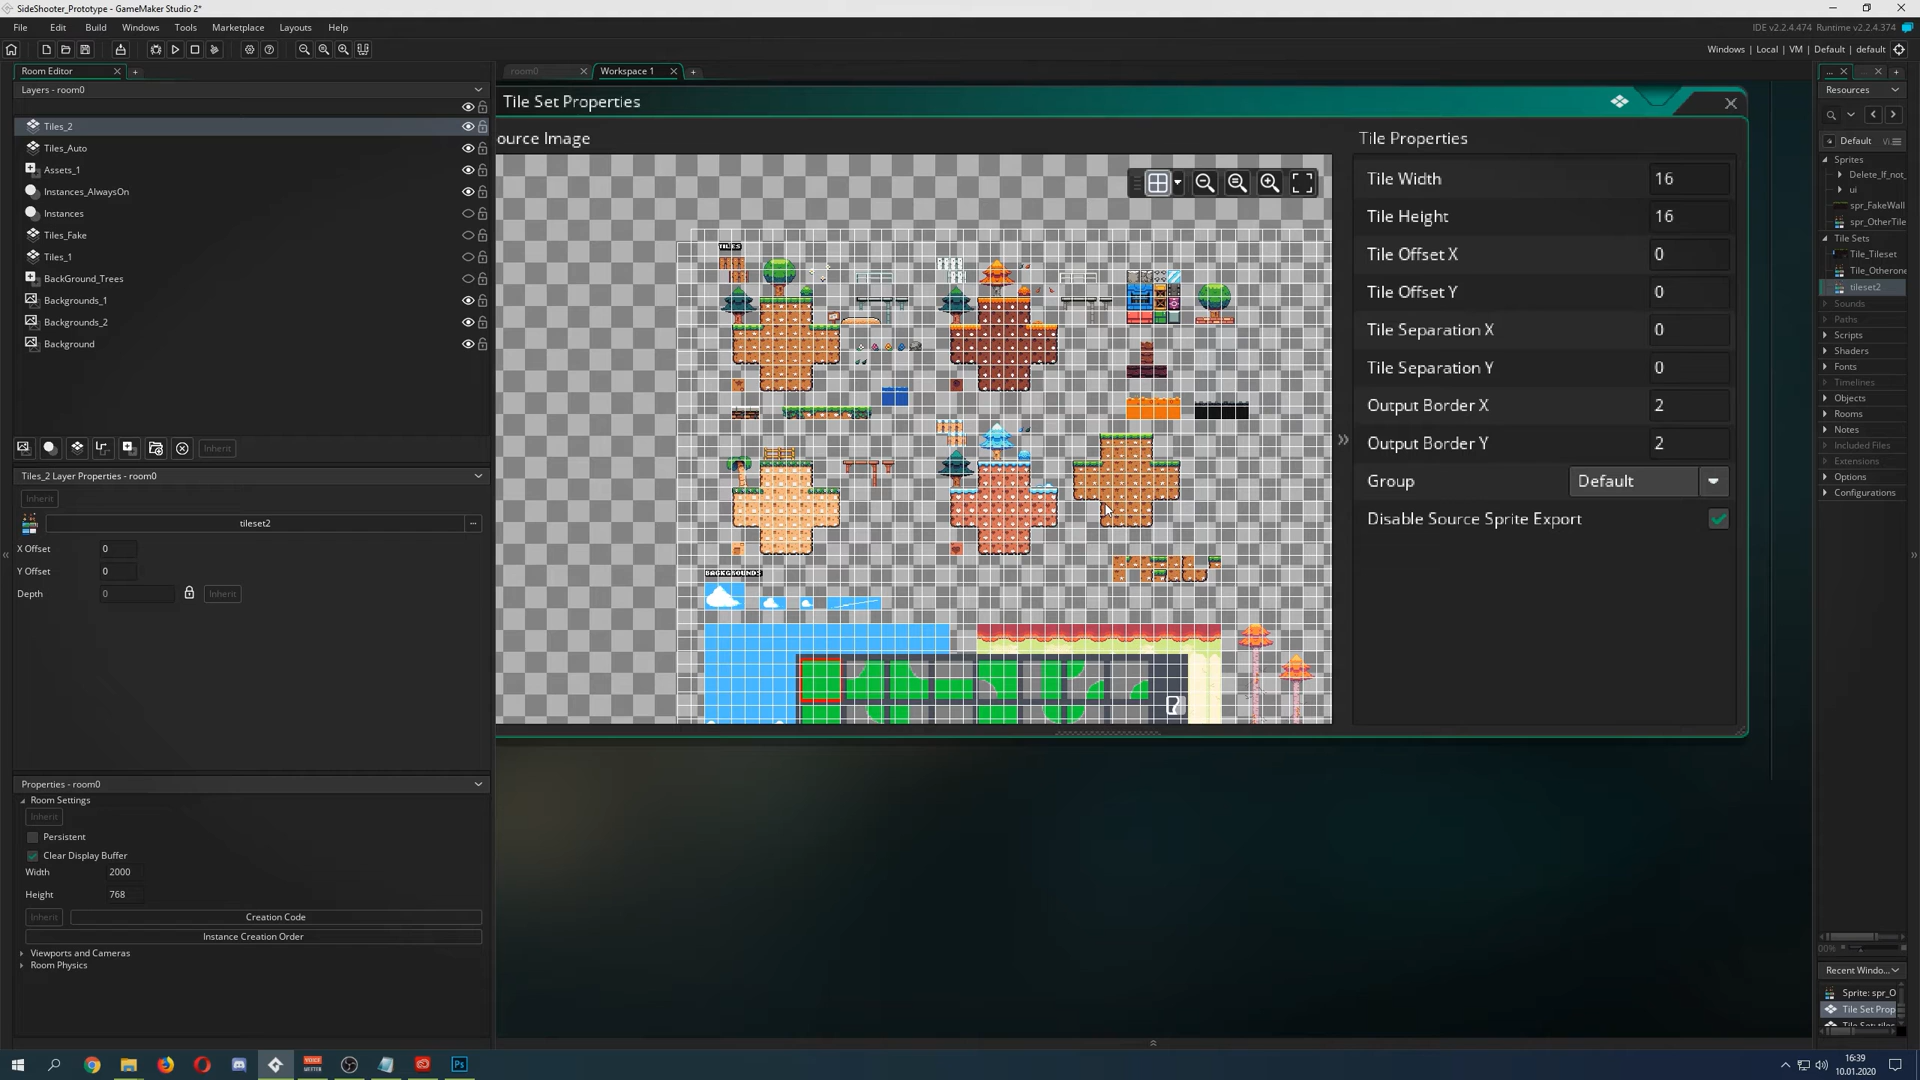 SideShooter_Prototype - GameMaker Studio 2*
File Edit Build Windows Tools Marketplace Layouts Help
IDE v2.2.4.474 Runtime v2.2.4.374
Windows | Local | VM | Default | default
Room Editor
room0
Workspace 1
Layers - room0
Tiles_2
Tiles_Auto
Assets_1
Instances_AlwaysOn
Instances
Tiles_Fake
Tiles_1
BackGround_Trees
Backgrounds_1
Backgrounds_2
Background
Inherit
Tiles_2 Layer Properties - room0
Inherit
tileset2
...
X Offset 0
Y Offset 0
Depth 0 Inherit
Properties - room0
Room Settings
Inherit
Persistent
Clear Display Buffer
Width 2000
Height 768
Inherit Creation Code
Instance Creation Order
Viewports and Cameras
Room Physics
Tile Set Properties
ource Image
TILES
BACKGROUNDS
Tile Properties
Tile Width 16
Tile Height 16
Tile Offset X 0
Tile Offset Y 0
Tile Separation X 0
Tile Separation Y 0
Output Border X 2
Output Border Y 2
Group Default
Disable Source Sprite Export
...
Resources
Default
Vi
Sprites
Delete_If_not_
ui
spr_FakeWall
spr_OtherTile
Tile Sets
Tile_Tileset
Tile_Otherone
tileset2
Sounds
Paths
Scripts
Shaders
Fonts
Timelines
Objects
Rooms
Notes
Included Files
Extensions
Options
Configurations
00%
Recent Windo...
Sprite: spr_O
Tile Set Prop
Tile Set: tiles
16:39
10.01.2020